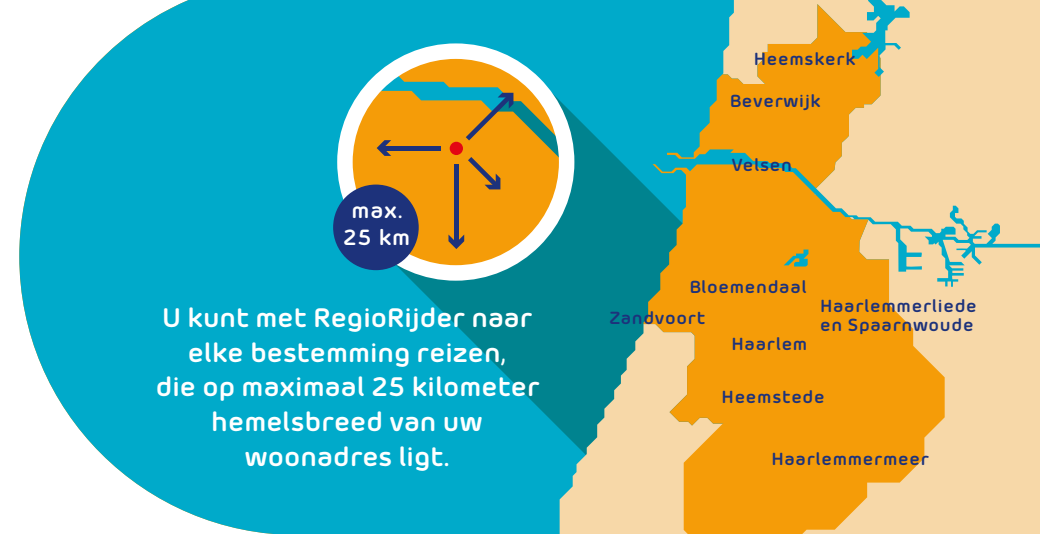 max.
25 km
U kunt met RegioRijder naar
elke bestemming reizen,
die op maximaal 25 kilometer
hemelsbreed van uw
woonadres ligt.
Heemskerk
Beverwijk
Velsen
Bloemendaal
Zandvoort
Haarlemmerliede
en Spaarnwoude
Haarlem
Heemstede
Haarlemmermeer